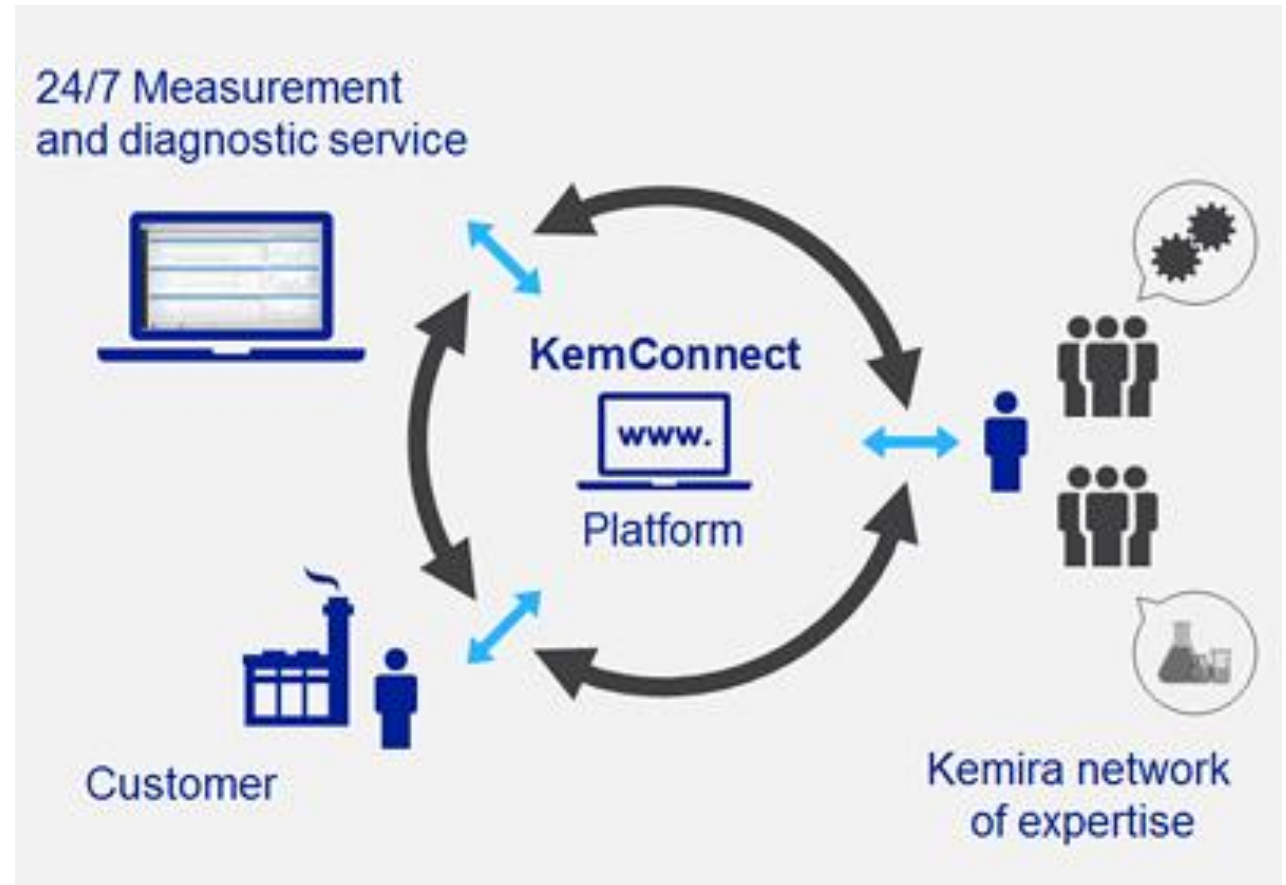 24/7 Measurement
and diagnostic service
KemConnect
www.
Platform
Customer
Kemira network
of expertise